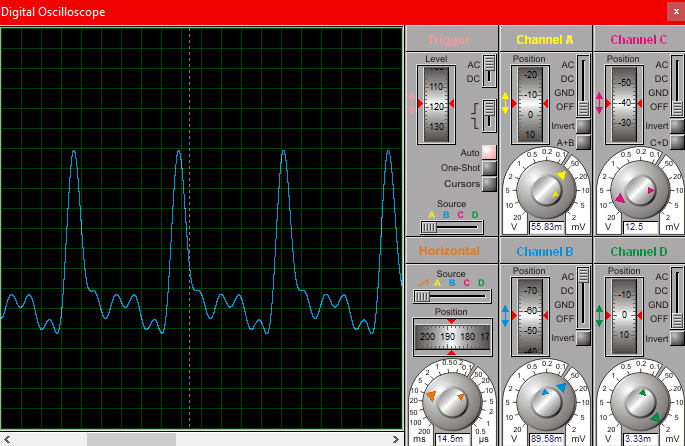 Digital Oscilloscope
x
Trigger
Level
110
120
130
AC
DC
Auto
One-Shot
Cursors
Source
A B C D
Channel A
Position
-20
-10
0
10
AC
DC
GND
OFF
Invert
A+B
0.5 0.2 0.1
1 50
2 20
5 10
10 5
20 2
V 55.83m mV
Channel C
Position
-50
-40
-30
AC
DC
GND
OFF
Invert
C+D
0.5 0.2 0.1
1 50
2 20
5 10
10 5
20 2
V 12.5 mV
Horizontal
Source
A B C D
Position
200 190 180 17
1 0.5 0.2
2 0.1
5 50
10 20
20 10
50 5
100 2
200 1
0.5
ms 14.5m µs
Channel B
Position
-70
-60
-50
-40
AC
DC
GND
OFF
Invert
0.5 0.2 0.1
1 50
2 20
5 10
10 5
20 2
V 89.58m mV
Channel D
Position
-10
0
10
AC
DC
GND
OFF
Invert
0.5 0.2 0.1
1 50
2 20
5 10
10 5
20 2
V 3.33m mV